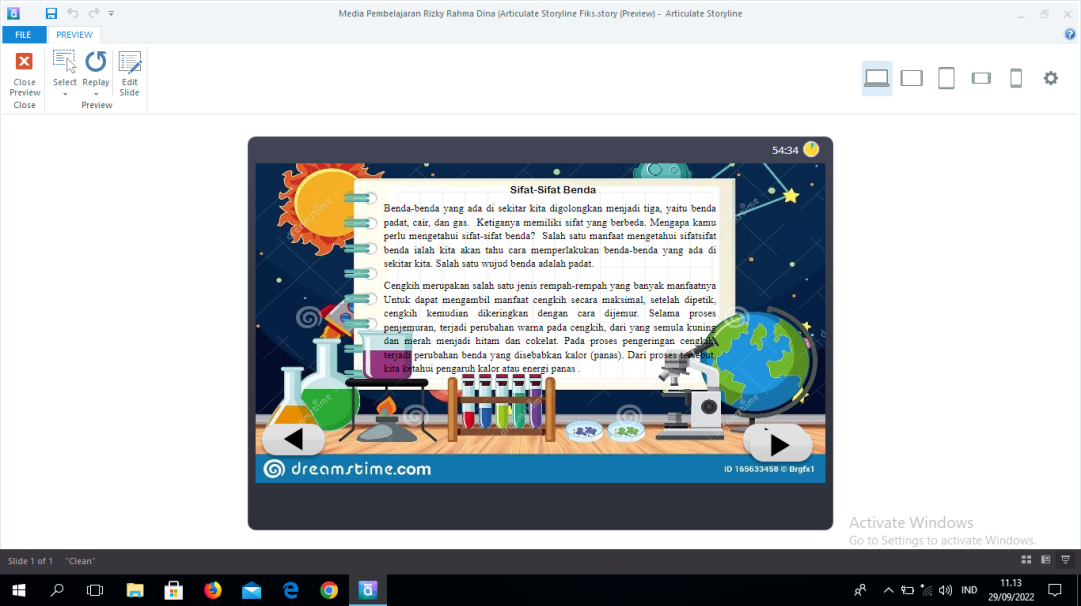 Media Pembelajaran Rizky Rahma Dina (Articulate Storyline Fiks.story (Preview) - Articulate Storyline
FILE
PREVIEW
Close Preview
Select
Replay
Edit Slide
Close
Preview
54:34
Sifat-Sifat Benda
Benda-benda yang ada di sekitar kita digolongkan menjadi tiga, yaitu benda
padat, cair, dan gas. Ketiganya memiliki sifat yang berbeda. Mengapa kamu
perlu mengetahui sifat-sifat benda? Salah satu manfaat mengetahui sifatsifat
benda ialah kita akan tahu cara memperlakukan benda-benda yang ada di
sekitar kita. Salah satu wujud benda adalah padat.
Cengkih merupakan salah satu jenis rempah-rempah yang banyak manfaatnya
Untuk dapat mengambil manfaat cengkih secara maksimal, setelah dipetik,
cengkih kemudian dikeringkan dengan cara dijemur. Selama proses
penjemuran, terjadi perubahan warna pada cengkih, dari yang semula kuning
dan merah menjadi hitam dan cokelat. Pada proses pengeringan cengkih,
terjadi perubahan benda yang disebabkan kalor (panas). Dari proses tersebut,
kita ketahui pengaruh kalor atau energi panas .
dreamstime.com
ID 165633458 © Brgfx1
Activate Windows
Go to Settings to activate Windows.
Slide 1 of 1
"Clean"
IND
11.13
29/09/2022